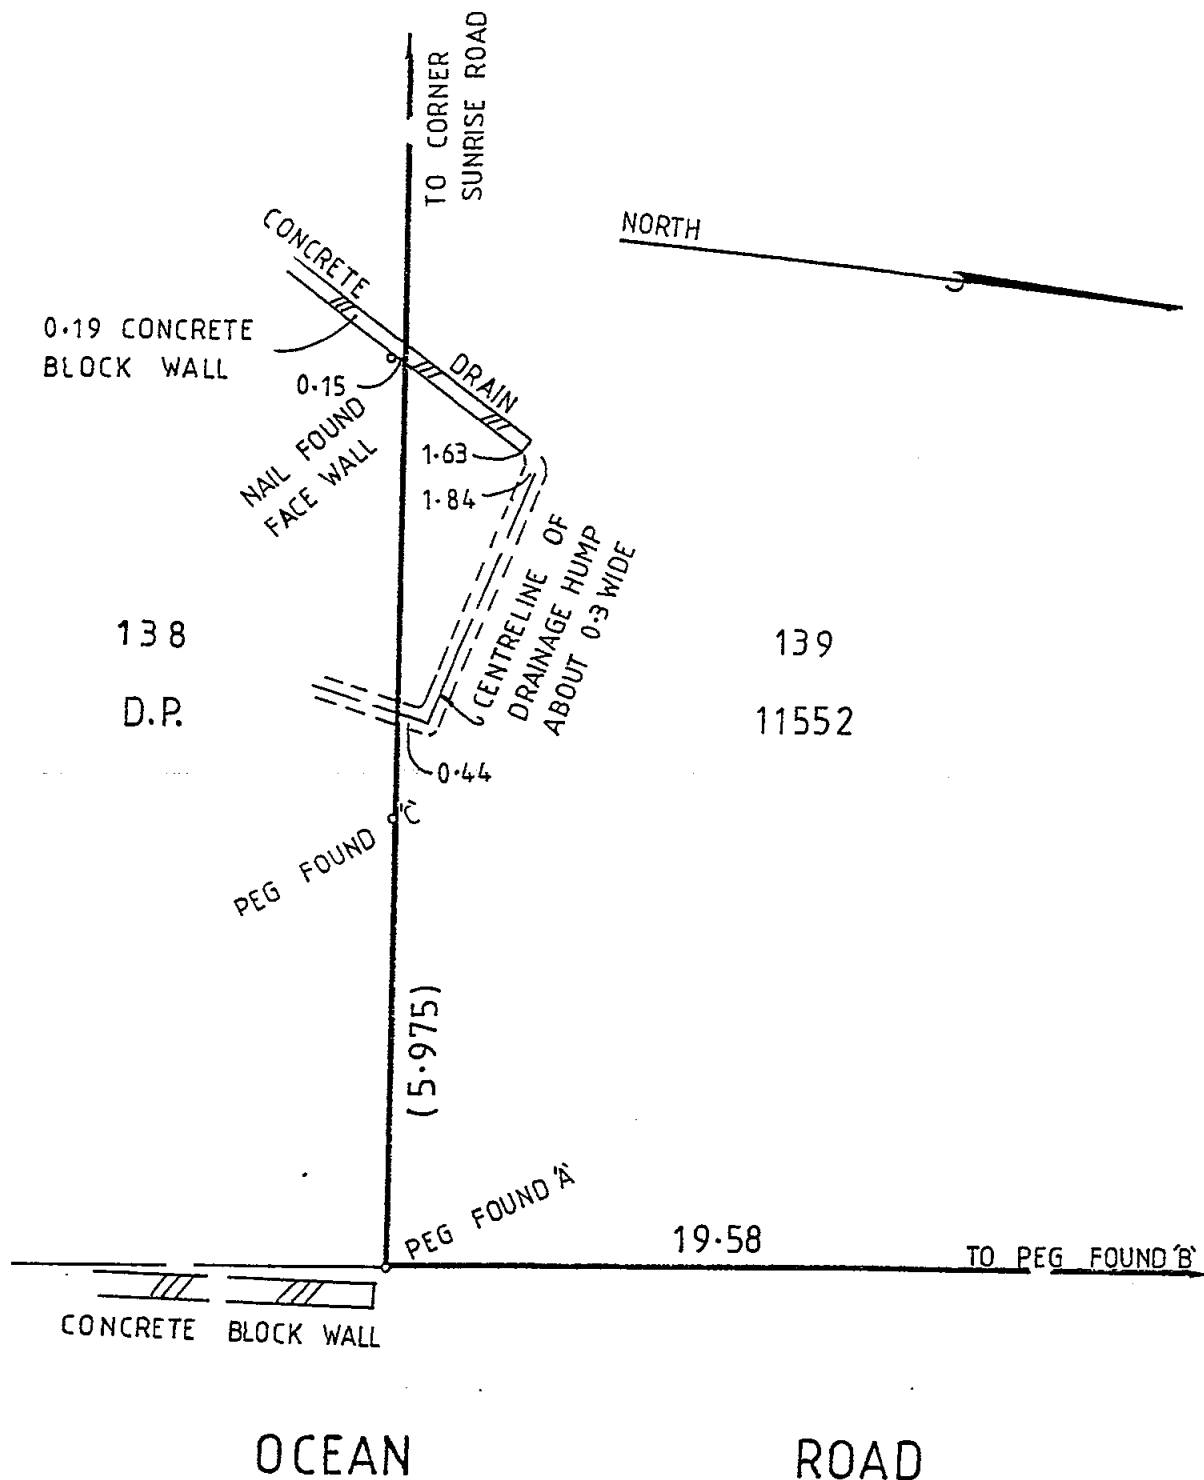 TO CORNER
SUNRISE ROAD
NORTH
CONCRETE
DRAIN
0.19 CONCRETE
BLOCK WALL
0.15
NAIL FOUND
FACE WALL
1.63
1.84
CENTRELINE OF
DRAINAGE HUMP
ABOUT 0.3 WIDE
138
139
D.P.
11552
0.44
PEG FOUND 'C'
(5.975)
PEG FOUND 'A'
19.58
TO PEG FOUND 'B'
CONCRETE BLOCK WALL
OCEAN ROAD